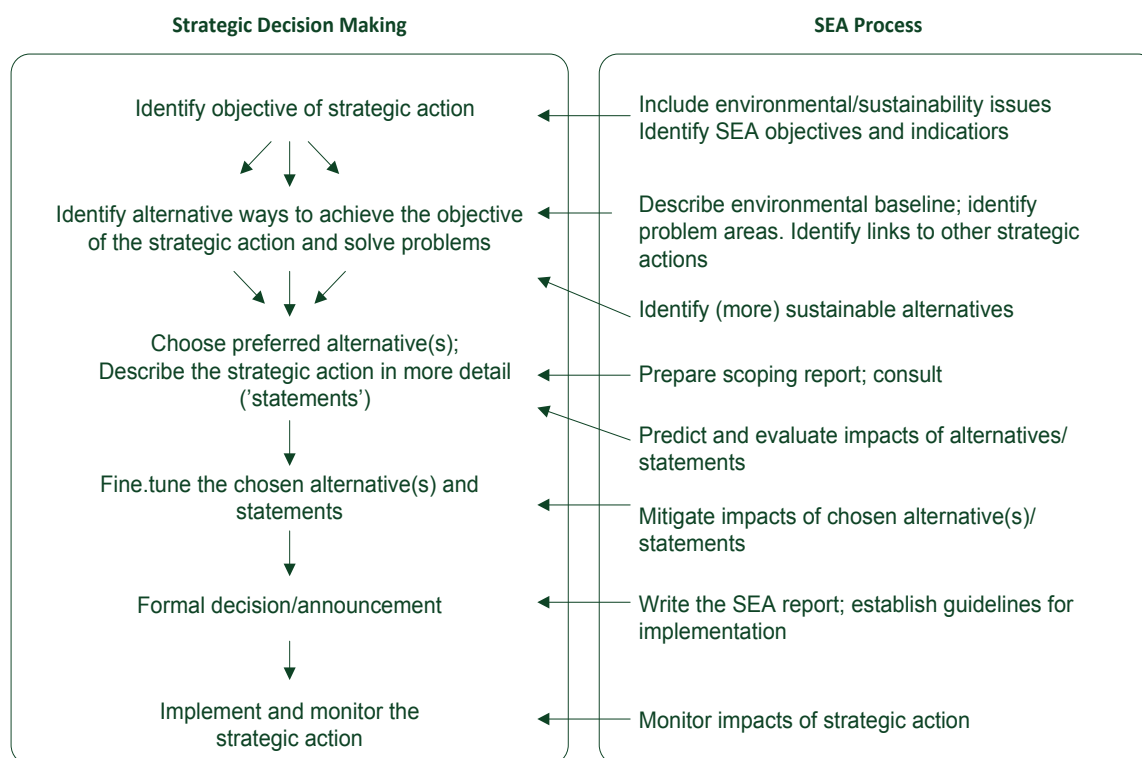 Strategic Decision Making
Identify objective of strategic action
Identify alternative ways to achieve the objective
of the strategic action and solve problems
Choose preferred alternative(s);
Describe the strategic action in more detail
('statements')
Fine.tune the chosen alternative(s) and
statements
Formal decision/announcement
Implement and monitor the
strategic action
SEA Process
Include environmental/sustainability issues
Identify SEA objectives and indicatiors
Describe environmental baseline; identify
problem areas. Identify links to other strategic
actions
Identify (more) sustainable alternatives
Prepare scoping report; consult
Predict and evaluate impacts of alternatives/
statements
Mitigate impacts of chosen alternative(s)/
statements
Write the SEA report; establish guidelines for
implementation
Monitor impacts of strategic action